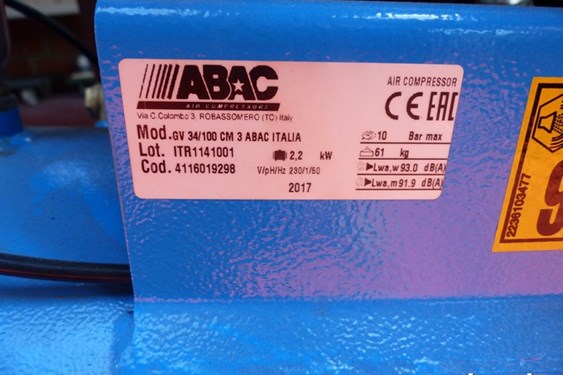 ABAC
AIR COMPRESSORS
Via C.Colombo 3. ROBASSOMERO (TO) Italy
AIR COMPRESSOR
CE EAC
Mod. GV 34/100 CM 3 ABAC ITALIA
Lot. ITR1141001
Cod. 4116019298
2,2 kW
V/pH/Hz 230/1/50
2017
10 Bar max
61 kg
Lwa,w 93.0 dB(A)
Lwa,m 91.9 dB(A)
2236103477
S